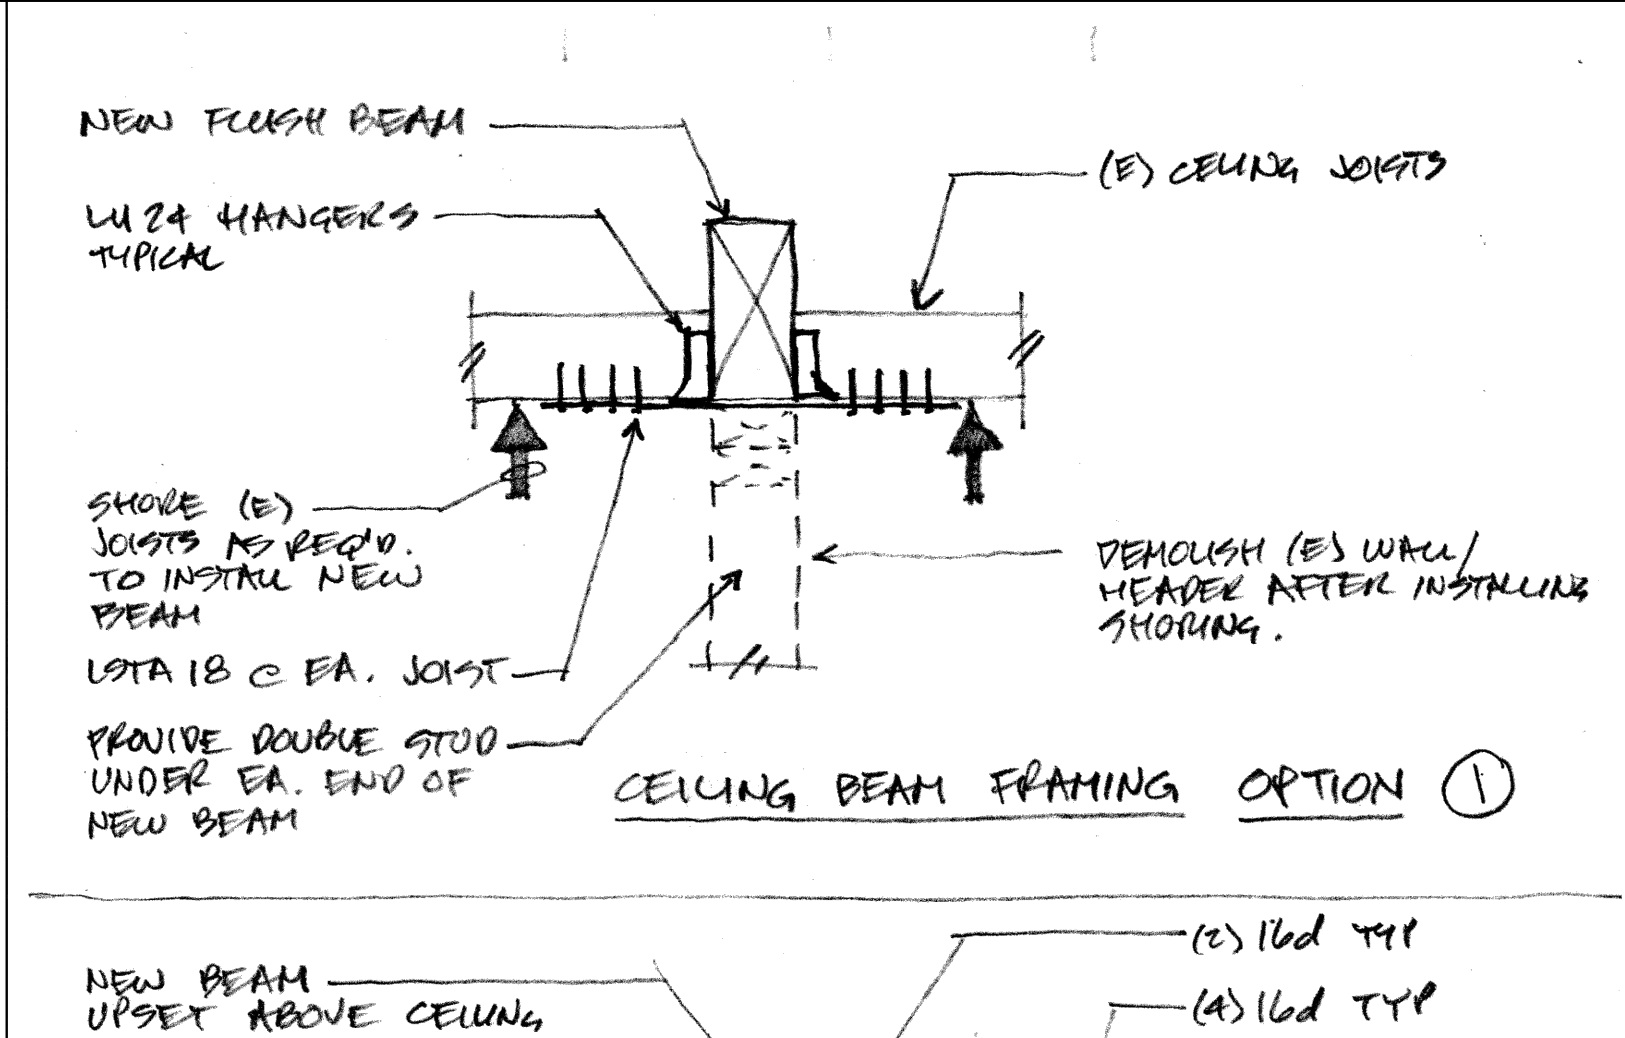 NEW FLUSH BEAM
(E) CEILING JOISTS
LU 24 HANGERS
TYPICAL
SHORE (E)
JOISTS AS REQ'D.
TO INSTALL NEW
BEAM
DEMOLISH (E) WALL/
HEADER AFTER INSTALLING
SHORING.
LSTA 18 @ EA. JOIST
PROVIDE DOUBLE STUD
UNDER EA. END OF
NEW BEAM
CEILING BEAM FRAMING OPTION 1
(2) 16d TYP
NEW BEAM
UPSET ABOVE CEILING
(4) 16d TYP